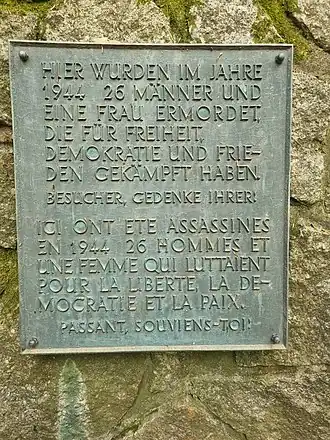 HIER WURDEN IM JAHRE
1944 26 MÄNNER UND
EINE FRAU ERMORDET,
DIE FÜR FREIHEIT,
DEMOKRATIE UND FRIE-
DEN GEKÄMPFT HABEN.
BESUCHER, GEDENKE IHRER!
ICI ONT ETE ASSASSINES
EN 1944 26 HOMMES ET
UNE FEMME QUI LUTTAIENT
POUR LA LIBERTE, LA DE-
MOCRATIE ET LA PAIX.
PASSANT, SOUVIENS-TOI!